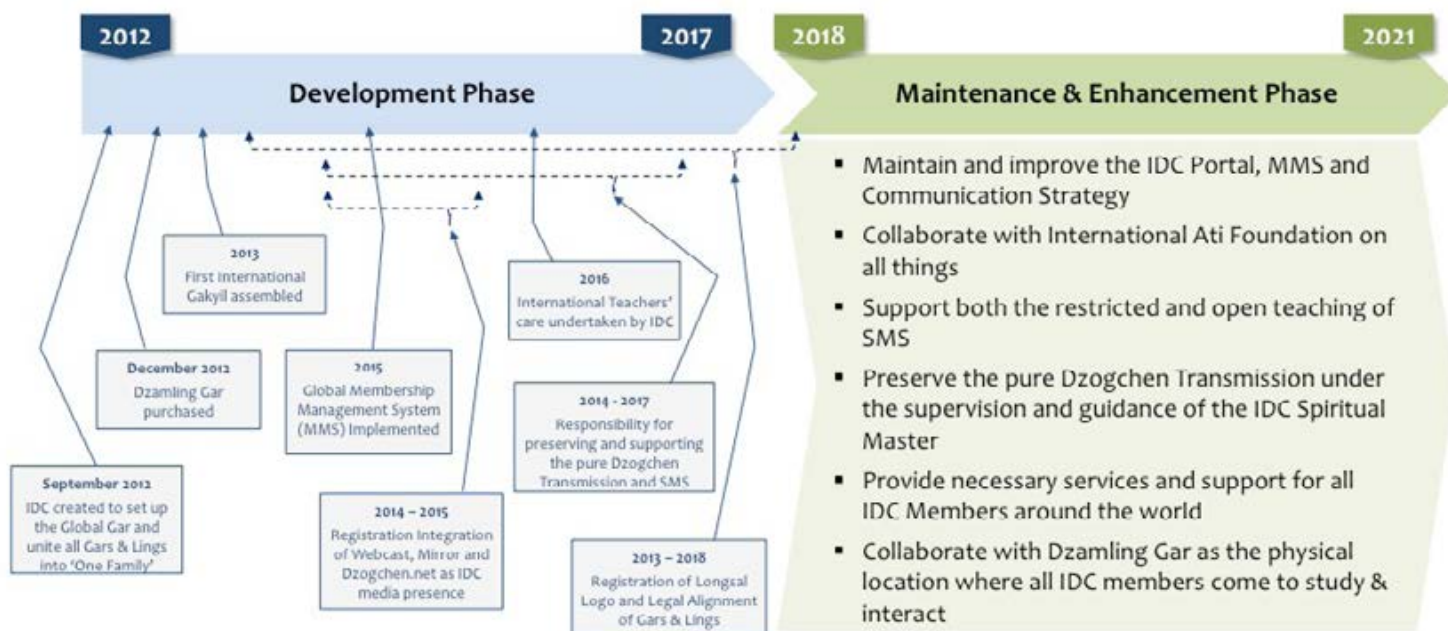 2012
2017
2018
2021
Development Phase
Maintenance & Enhancement Phase
2013
First International
Gakyil assembled
December 2012
Dzamling Gar
purchased
September 2012
IDC created to set up
the Global Gar and
unite all Gars & Lings
into ‘One Family’
2015
Global Membership
Management System
(MMS) Implemented
2014 – 2015
Registration Integration
of Webcast, Mirror and
Dzogchen.net as IDC
media presence
2016
International Teachers’
care undertaken by IDC
2014 - 2017
Responsibility for
preserving and supporting
the pure Dzogchen
Transmission and SMS
2013 – 2018
Registration of Longsal
Logo and Legal Alignment
of Gars & Lings
▪ Maintain and improve the IDC Portal, MMS and
Communication Strategy
▪ Collaborate with International Ati Foundation on
all things
▪ Support both the restricted and open teaching of
SMS
▪ Preserve the pure Dzogchen Transmission under
the supervision and guidance of the IDC Spiritual
Master
▪ Provide necessary services and support for all
IDC Members around the world
▪ Collaborate with Dzamling Gar as the physical
location where all IDC members come to study &
interact